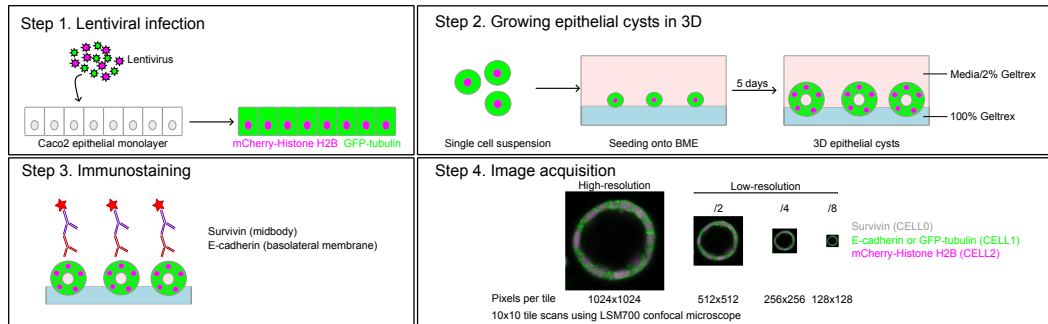 Step 1. Lentiviral infection
Lentivirus
Caco2 epithelial monolayer
mCherry-Histone H2B GFP-tubulin
Step 2. Growing epithelial cysts in 3D
5 days
Media/2% Geltrex
100% Geltrex
Single cell suspension
Seeding onto BME
3D epithelial cysts
Step 3. Immunostaining
Survivin (midbody)
E-cadherin (basolateral membrane)
Step 4. Image acquisition
High-resolution
Low-resolution
/2 /4 /8
Survivin (CELL0)
E-cadherin or GFP-tubulin (CELL1)
mCherry-Histone H2B (CELL2)
Pixels per tile 1024x1024 512x512 256x256 128x128
10x10 tile scans using LSM700 confocal microscope